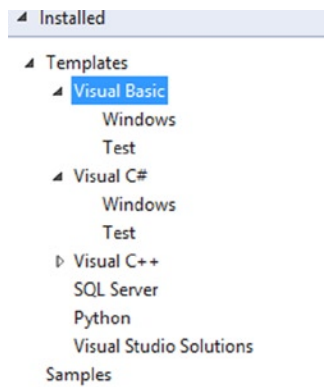 Installed
Templates
Visual Basic
Windows
Test
Visual C#
Windows
Test
Visual C++
SQL Server
Python
Visual Studio Solutions
Samples